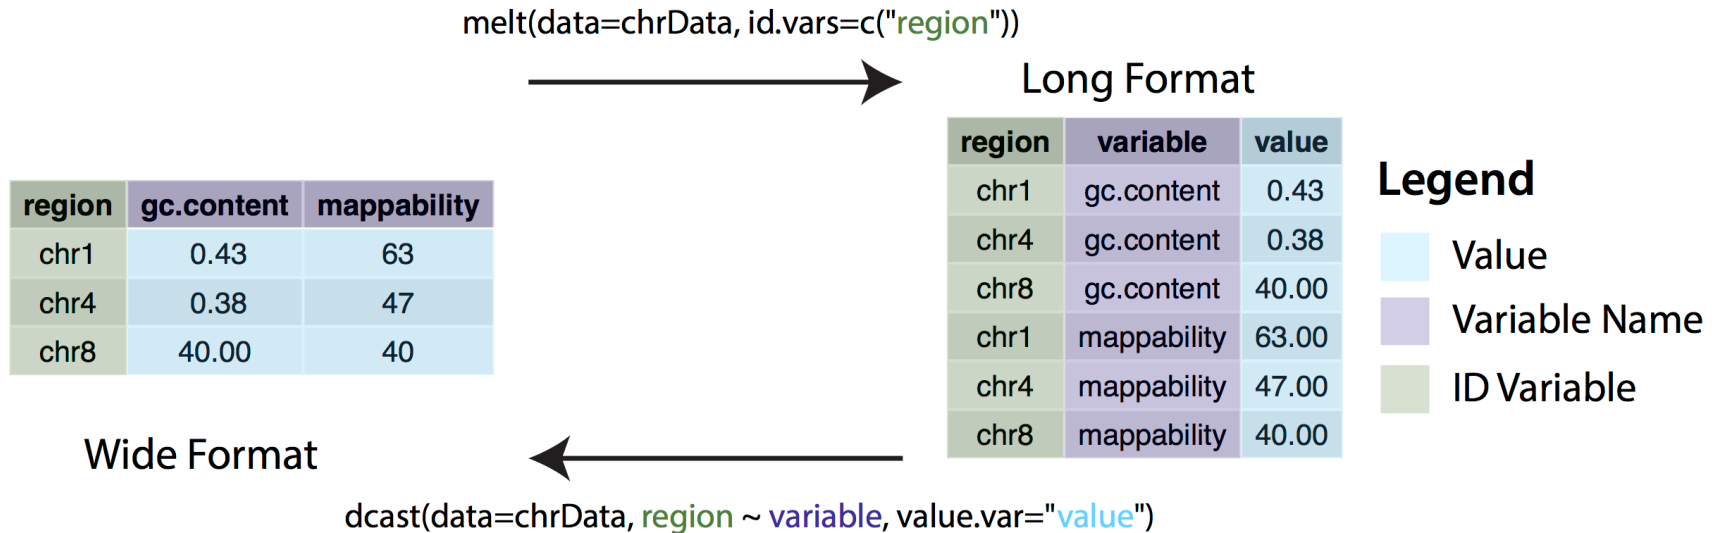 melt(data=chrData, id.vars=c("region"))
Long Format
region variable value
chr1 gc.content 0.43
chr4 gc.content 0.38
chr8 gc.content 40.00
chr1 mappability 63.00
chr4 mappability 47.00
chr8 mappability 40.00
region gc.content mappability
chr1 0.43 63
chr4 0.38 47
chr8 40.00 40
Wide Format
Legend
Value
Variable Name
ID Variable
dcast(data=chrData, region ~ variable, value.var="value")